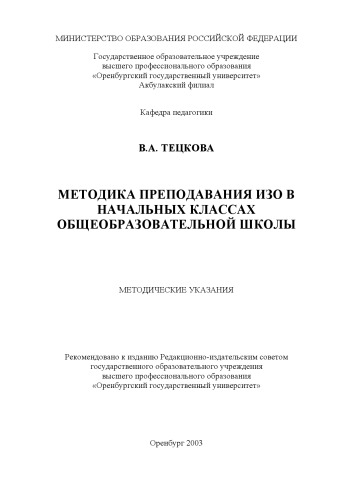 МИНИСТЕРСТВО ОБРАЗОВАНИЯ РОССИЙСКОЙ ФЕДЕРАЦИИ
Государственное образовательное учреждение
высшего профессионального образования
«Оренбургский государственный университет»
Акбулакский филиал
Кафедра педагогики
В.А. ТЕЦКОВА
МЕТОДИКА ПРЕПОДАВАНИЯ ИЗО В
НАЧАЛЬНЫХ КЛАССАХ
ОБЩЕОБРАЗОВАТЕЛЬНОЙ ШКОЛЫ
МЕТОДИЧЕСКИЕ УКАЗАНИЯ
Рекомендовано к изданию Редакционно-издательским советом
государственного образовательного учреждения
высшего профессионального образования
«Оренбургский государственный университет»
Оренбург 2003